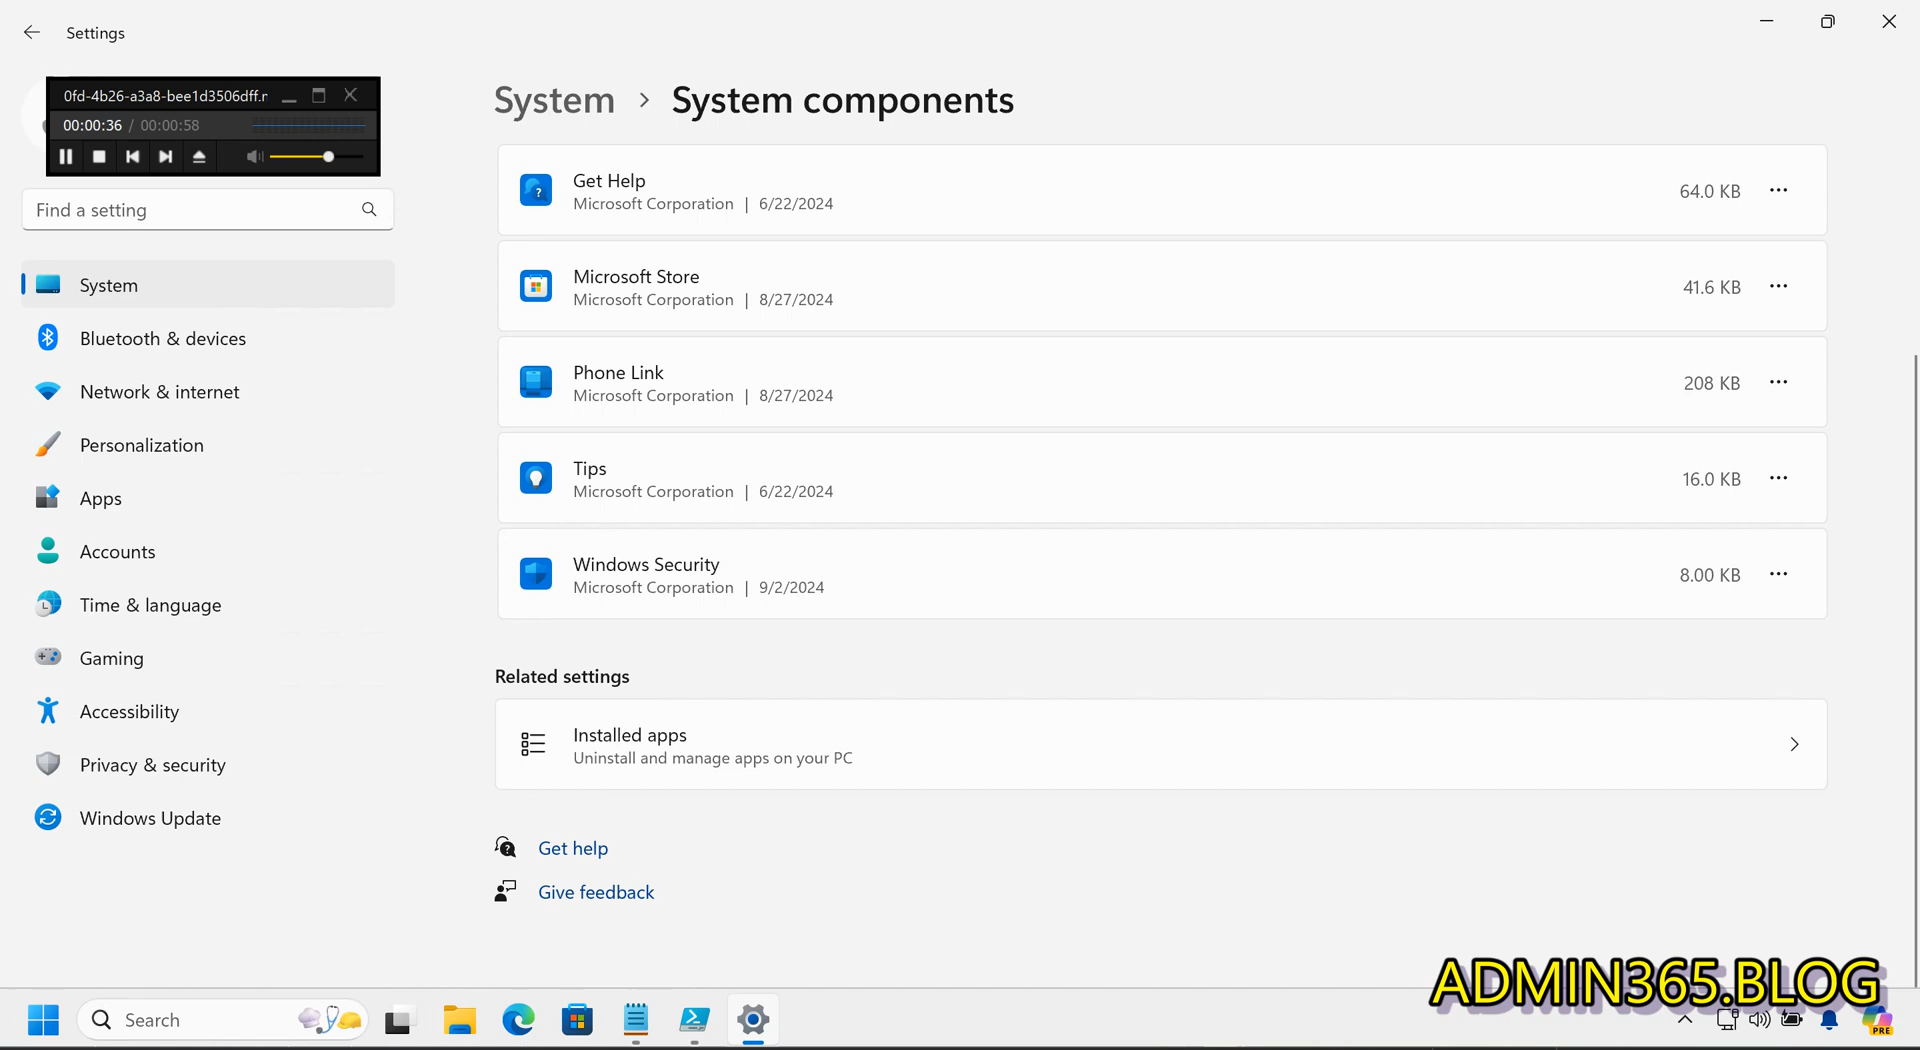 Settings
0fd-4b26-a3a8-bee1d3506dff.m
00:00:36 / 00:00:58
Find a setting
System
Bluetooth & devices
Network & internet
Personalization
Apps
Accounts
Time & language
Gaming
Accessibility
Privacy & security
Windows Update
System > System components
Get Help
Microsoft Corporation | 6/22/2024
64.0 KB
Microsoft Store
Microsoft Corporation | 8/27/2024
41.6 KB
Phone Link
Microsoft Corporation | 8/27/2024
208 KB
Tips
Microsoft Corporation | 6/22/2024
16.0 KB
Windows Security
Microsoft Corporation | 9/2/2024
8.00 KB
Related settings
Installed apps
Uninstall and manage apps on your PC
Get help
Give feedback
ADMIN365.BLOG
Search
PRE